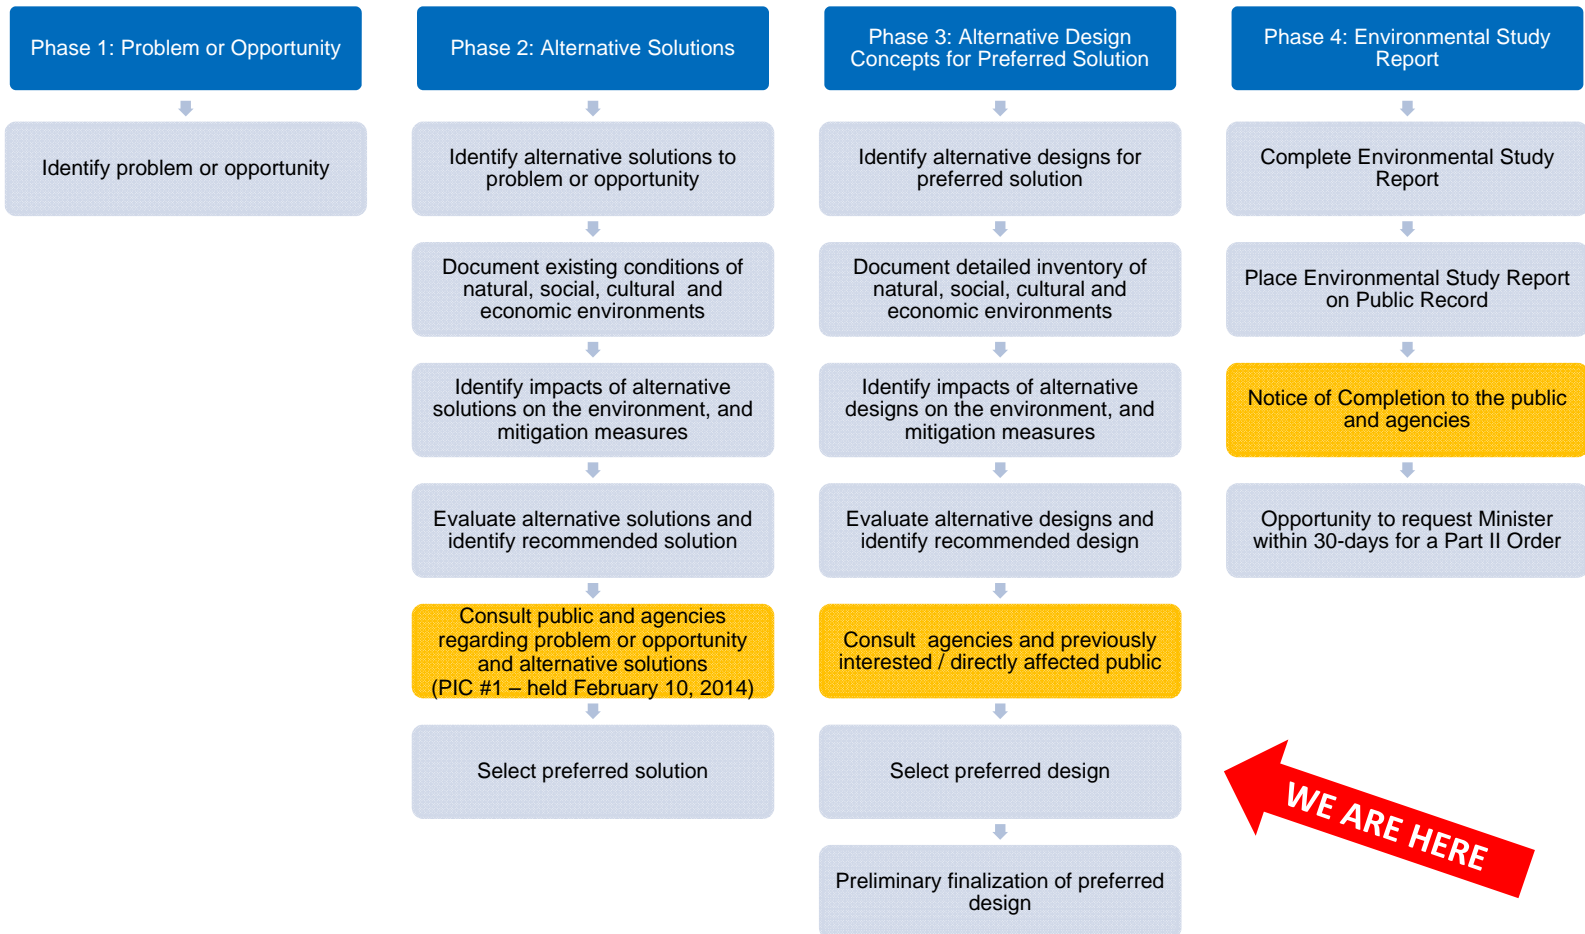 Phase 1: Problem or Opportunity
Identify problem or opportunity
Phase 2: Alternative Solutions
Identify alternative solutions to
problem or opportunity
Document existing conditions of
natural, social, cultural and
economic environments
Identify impacts of alternative
solutions on the environment, and
mitigation measures
Evaluate alternative solutions and
identify recommended solution
Consult public and agencies
regarding problem or opportunity
and alternative solutions
(PIC #1 – held February 10, 2014)
Select preferred solution
Phase 3: Alternative Design
Concepts for Preferred Solution
Identify alternative designs for
preferred solution
Document detailed inventory of
natural, social, cultural and
economic environments
Identify impacts of alternative
designs on the environment, and
mitigation measures
Evaluate alternative designs and
identify recommended design
Consult agencies and previously
interested / directly affected public
Select preferred design
Preliminary finalization of preferred
design
Phase 4: Environmental Study
Report
Complete Environmental Study
Report
Place Environmental Study Report
on Public Record
Notice of Completion to the public
and agencies
Opportunity to request Minister
within 30-days for a Part II Order
WE ARE HERE